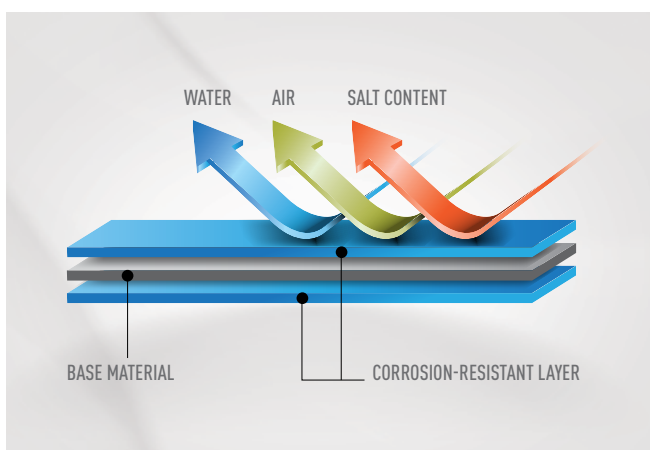 WATER
AIR
SALT CONTENT
BASE MATERIAL
CORROSION-RESISTANT LAYER